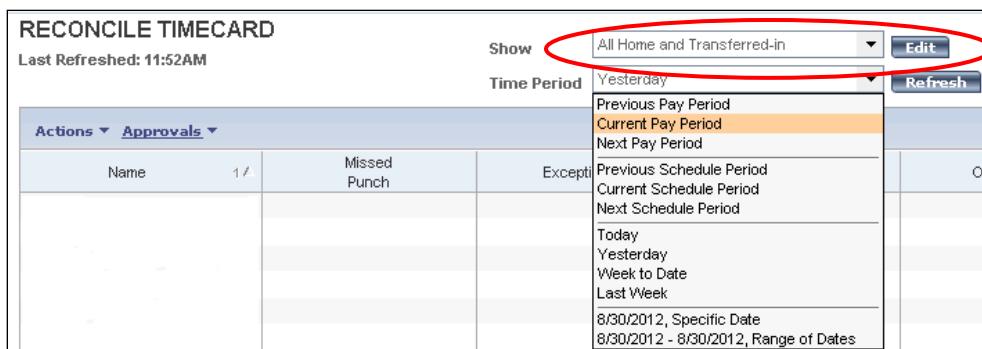 RECONCILE TIMECARD
Last Refreshed: 11:52AM
Show All Home and Transferred-in Edit
Time Period Yesterday Refresh
Previous Pay Period
Current Pay Period
Next Pay Period
Previous Schedule Period
Current Schedule Period
Next Schedule Period
Today
Yesterday
Week to Date
Last Week
8/30/2012, Specific Date
8/30/2012 - 8/30/2012, Range of Dates
Actions Approvals
Name 1 Missed Punch Excepti O